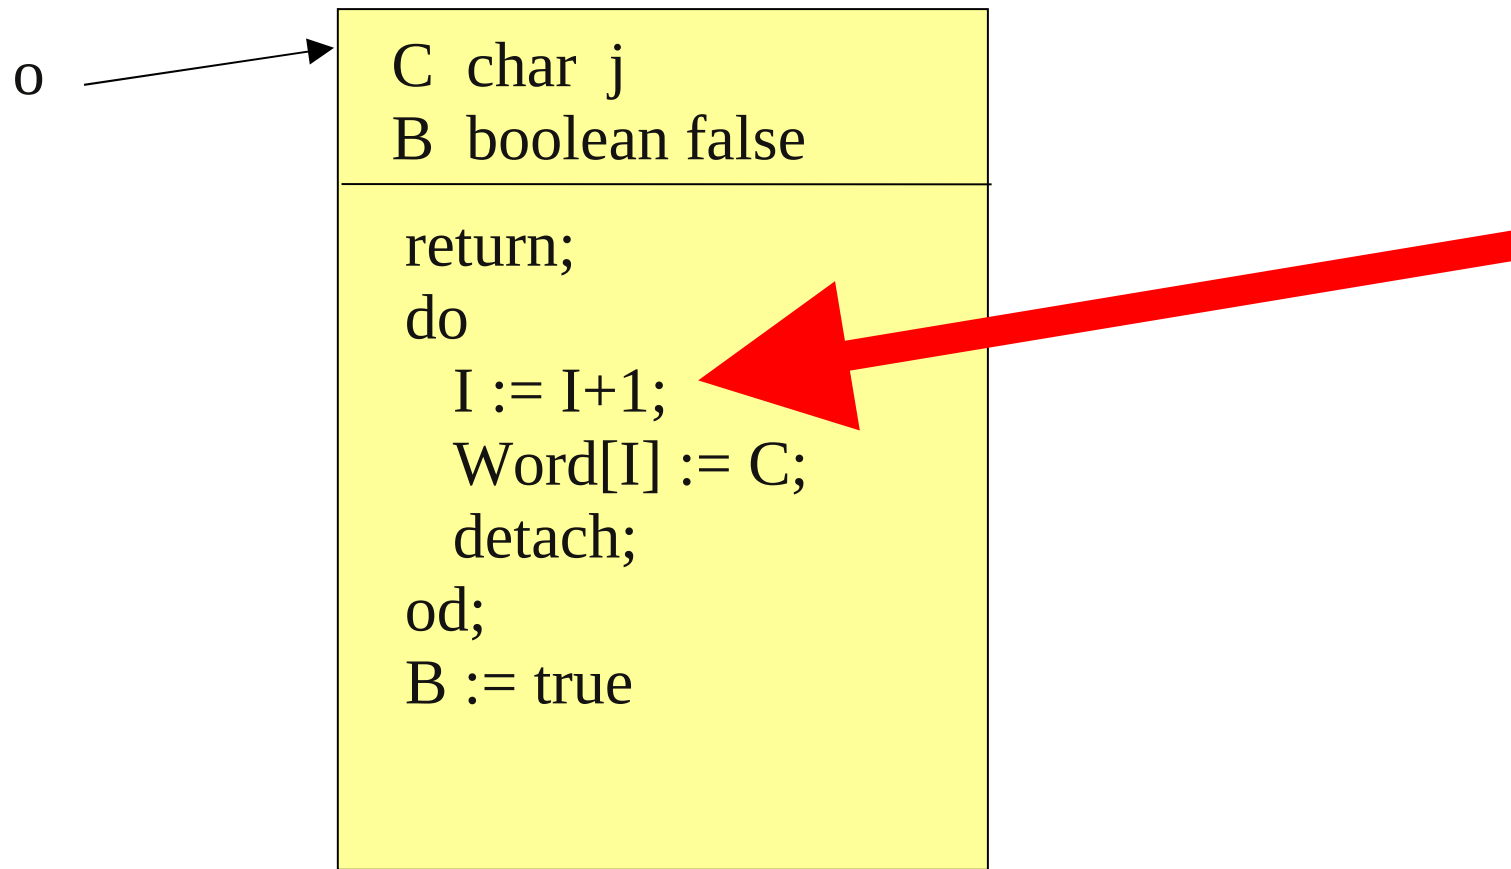 o
C char j
B boolean false
return;
do
I := I+1;
Word[I] := C;
detach;
od;
B := true